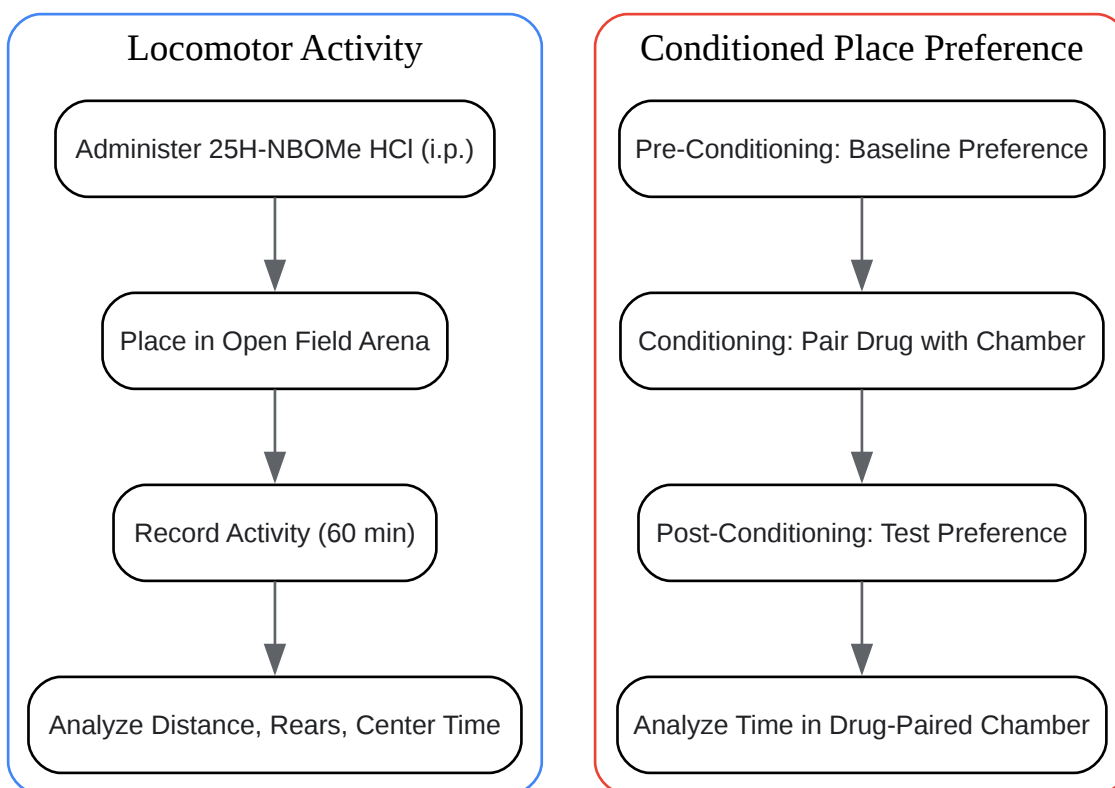 Locomotor Activity
Administer 25H-NBOMe HCl (i.p.)
Place in Open Field Arena
Record Activity (60 min)
Analyze Distance, Rears, Center Time
Conditioned Place Preference
Pre-Conditioning: Baseline Preference
Conditioning: Pair Drug with Chamber
Post-Conditioning: Test Preference
Analyze Time in Drug-Paired Chamber